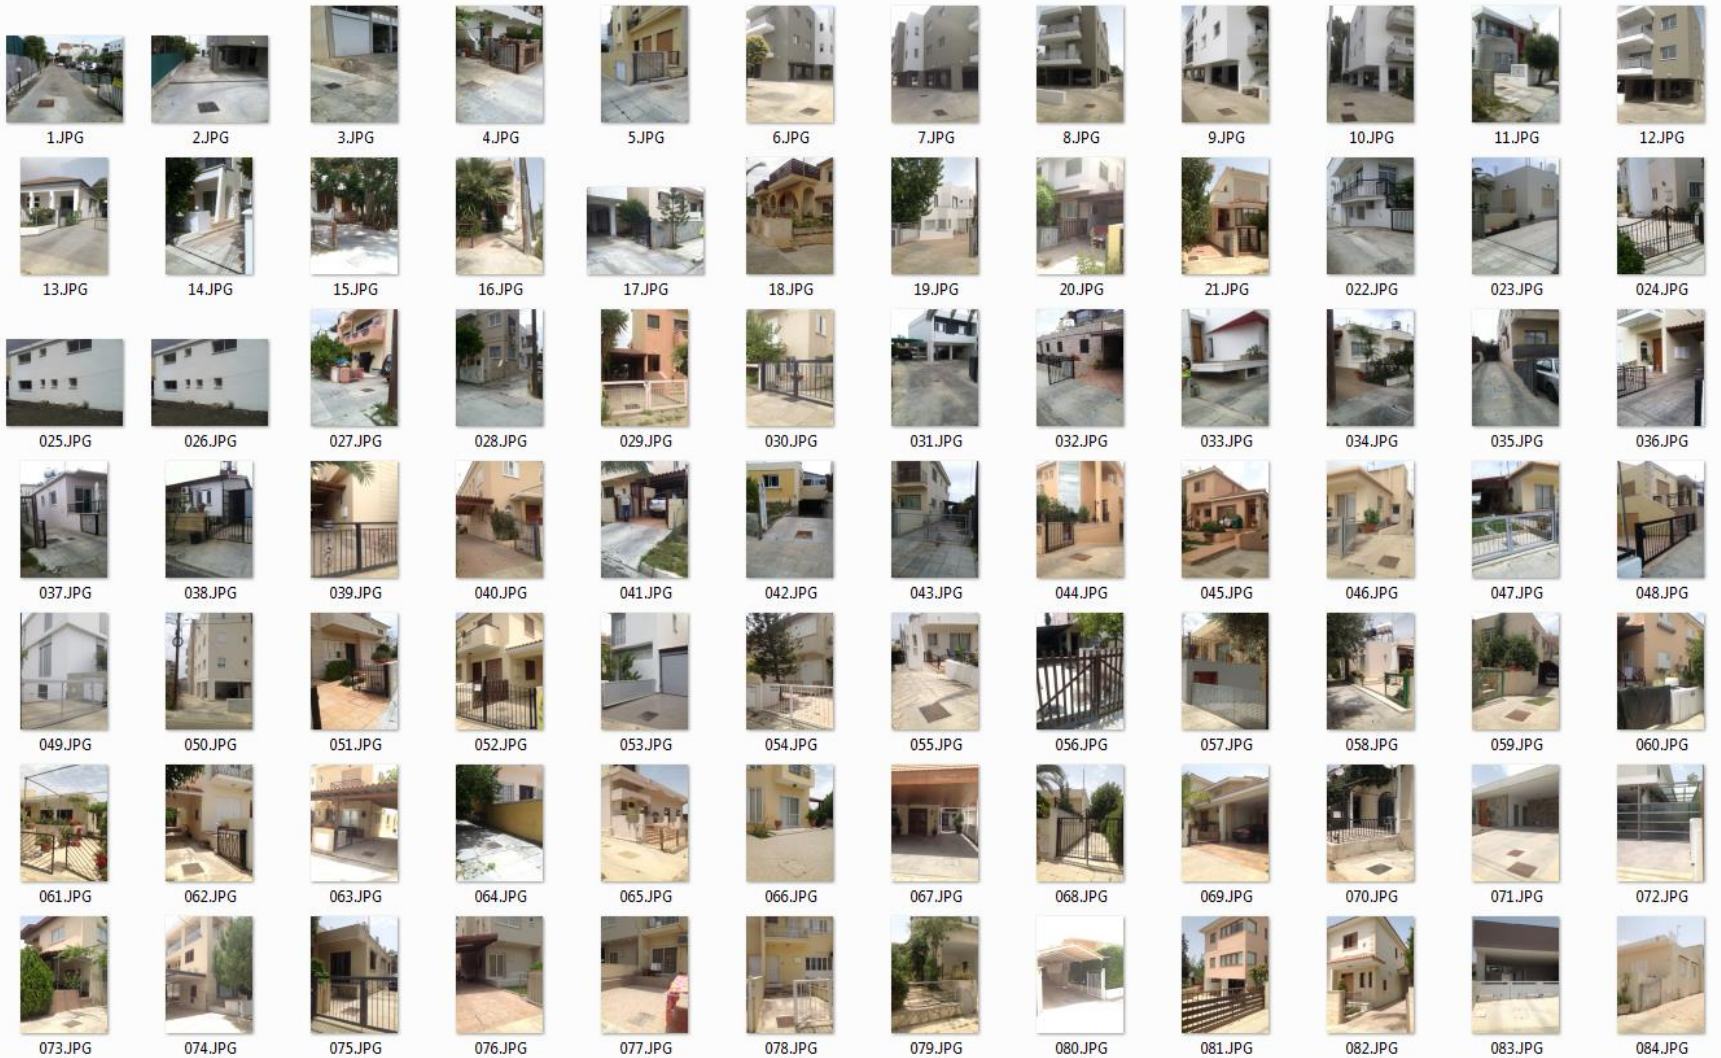 1.JPG 2.JPG 3.JPG 4.JPG 5.JPG 6.JPG 7.JPG 8.JPG 9.JPG 10.JPG 11.JPG 12.JPG
13.JPG 14.JPG 15.JPG 16.JPG 17.JPG 18.JPG 19.JPG 20.JPG 21.JPG 022.JPG 023.JPG 024.JPG
025.JPG 026.JPG 027.JPG 028.JPG 029.JPG 030.JPG 031.JPG 032.JPG 033.JPG 034.JPG 035.JPG 036.JPG
037.JPG 038.JPG 039.JPG 040.JPG 041.JPG 042.JPG 043.JPG 044.JPG 045.JPG 046.JPG 047.JPG 048.JPG
049.JPG 050.JPG 051.JPG 052.JPG 053.JPG 054.JPG 055.JPG 056.JPG 057.JPG 058.JPG 059.JPG 060.JPG
061.JPG 062.JPG 063.JPG 064.JPG 065.JPG 066.JPG 067.JPG 068.JPG 069.JPG 070.JPG 071.JPG 072.JPG
073.JPG 074.JPG 075.JPG 076.JPG 077.JPG 078.JPG 079.JPG 080.JPG 081.JPG 082.JPG 083.JPG 084.JPG